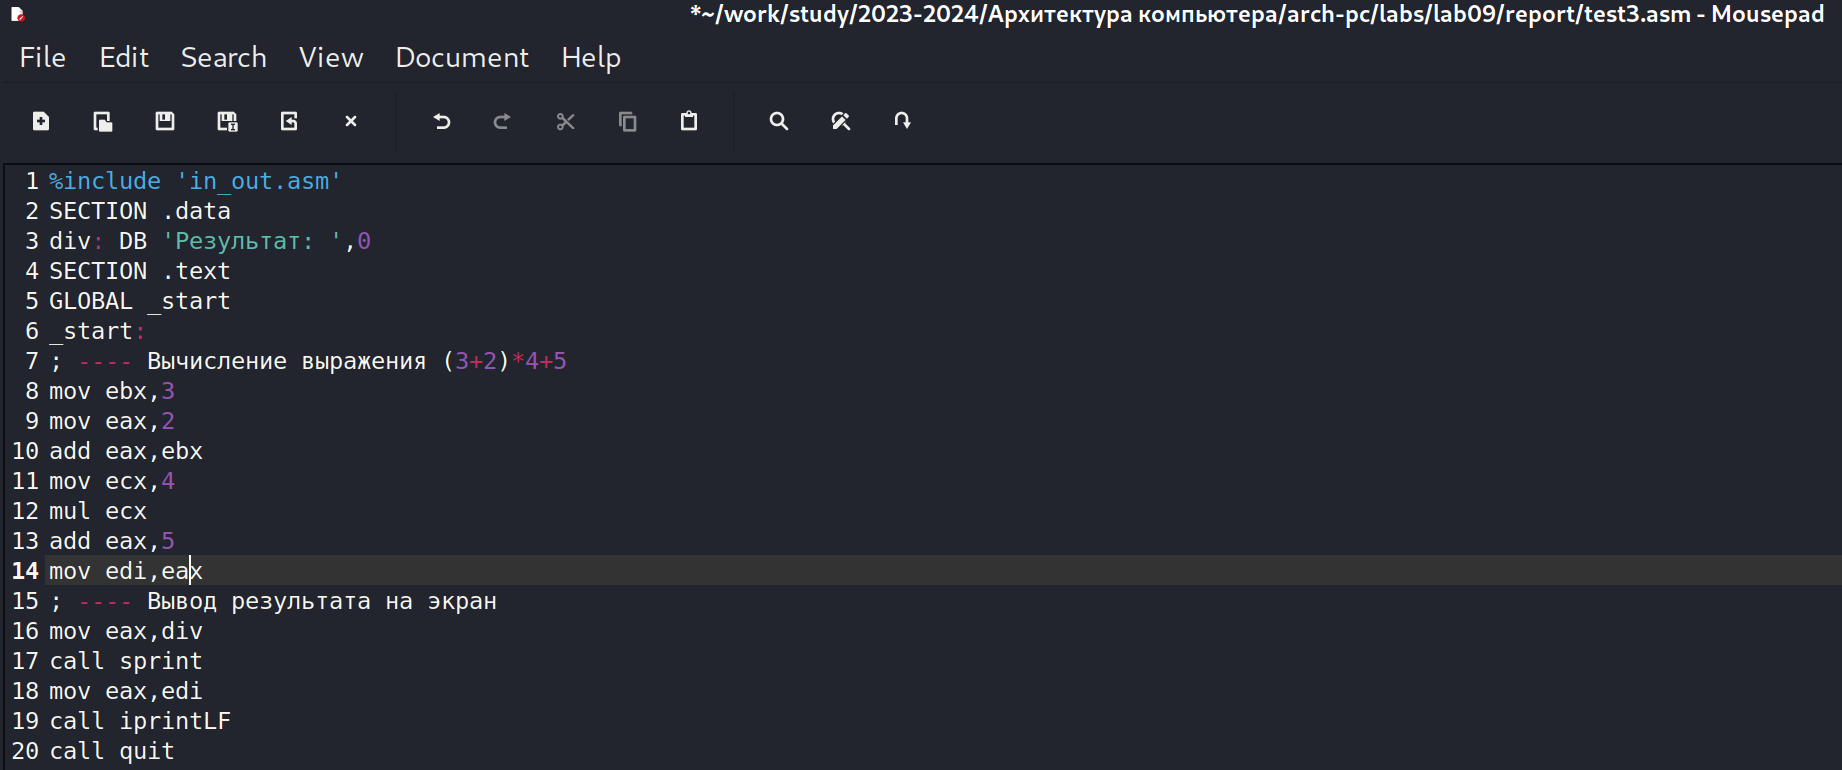 *~/work/study/2023-2024/Архитектура компьютера/arch-pc/labs/lab09/report/test3.asm - Mousepad
File Edit Search View Document Help
1 %include 'in_out.asm'
2 SECTION .data
3 div: DB 'Результат: ',0
4 SECTION .text
5 GLOBAL _start
6 _start:
7 ; ---- Вычисление выражения (3+2)*4+5
8 mov ebx,3
9 mov eax,2
10 add eax,ebx
11 mov ecx,4
12 mul ecx
13 add eax,5
14 mov edi,eax
15 ; ---- Вывод результата на экран
16 mov eax,div
17 call sprint
18 mov eax,edi
19 call iprintLF
20 call quit